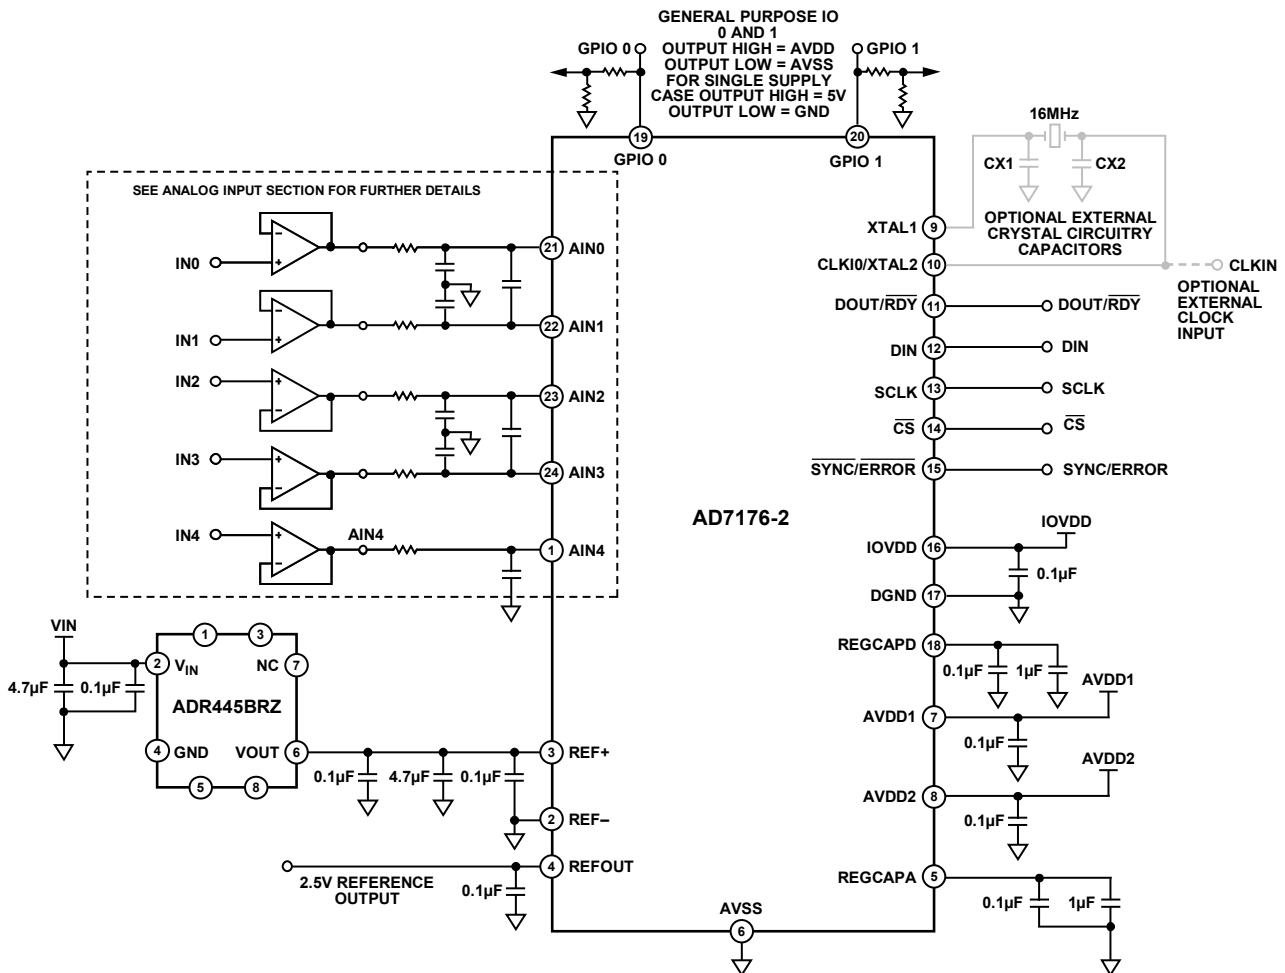 GENERAL PURPOSE IO
0 AND 1
GPIO 0
OUTPUT HIGH = AVDD
GPIO 1
OUTPUT LOW = AVSS
FOR SINGLE SUPPLY
CASE OUTPUT HIGH = 5V
OUTPUT LOW = GND
19
20
GPIO 0
GPIO 1
16MHz
CX1
CX2
OPTIONAL EXTERNAL
CRYSTAL CIRCUITRY
CAPACITORS
SEE ANALOG INPUT SECTION FOR FURTHER DETAILS
IN0
−
+
21
AIN0
IN1
−
+
22
AIN1
IN2
+
−
23
AIN2
IN3
+
−
24
AIN3
IN4
+
−
AIN4
1
AIN4
XTAL1
9
CLKI0/XTAL2
10
CLKIN
OPTIONAL
EXTERNAL
CLOCK
INPUT
DOUT/RDY
11
DOUT/RDY
DIN
12
DIN
SCLK
13
SCLK
CS
14
CS
SYNC/ERROR
15
SYNC/ERROR
AD7176-2
IOVDD
IOVDD
16
0.1µF
DGND
17
REGCAPD
18
0.1µF
1µF
AVDD1
AVDD1
7
0.1µF
AVDD2
AVDD2
8
0.1µF
REGCAPA
5
0.1µF
1µF
VIN
4.7µF
0.1µF
1
3
2
VIN
NC
7
ADR445BRZ
4
GND
VOUT
6
5
8
0.1µF
4.7µF
0.1µF
3
REF+
2
REF–
4
REFOUT
2.5V REFERENCE
OUTPUT
0.1µF
AVSS
6